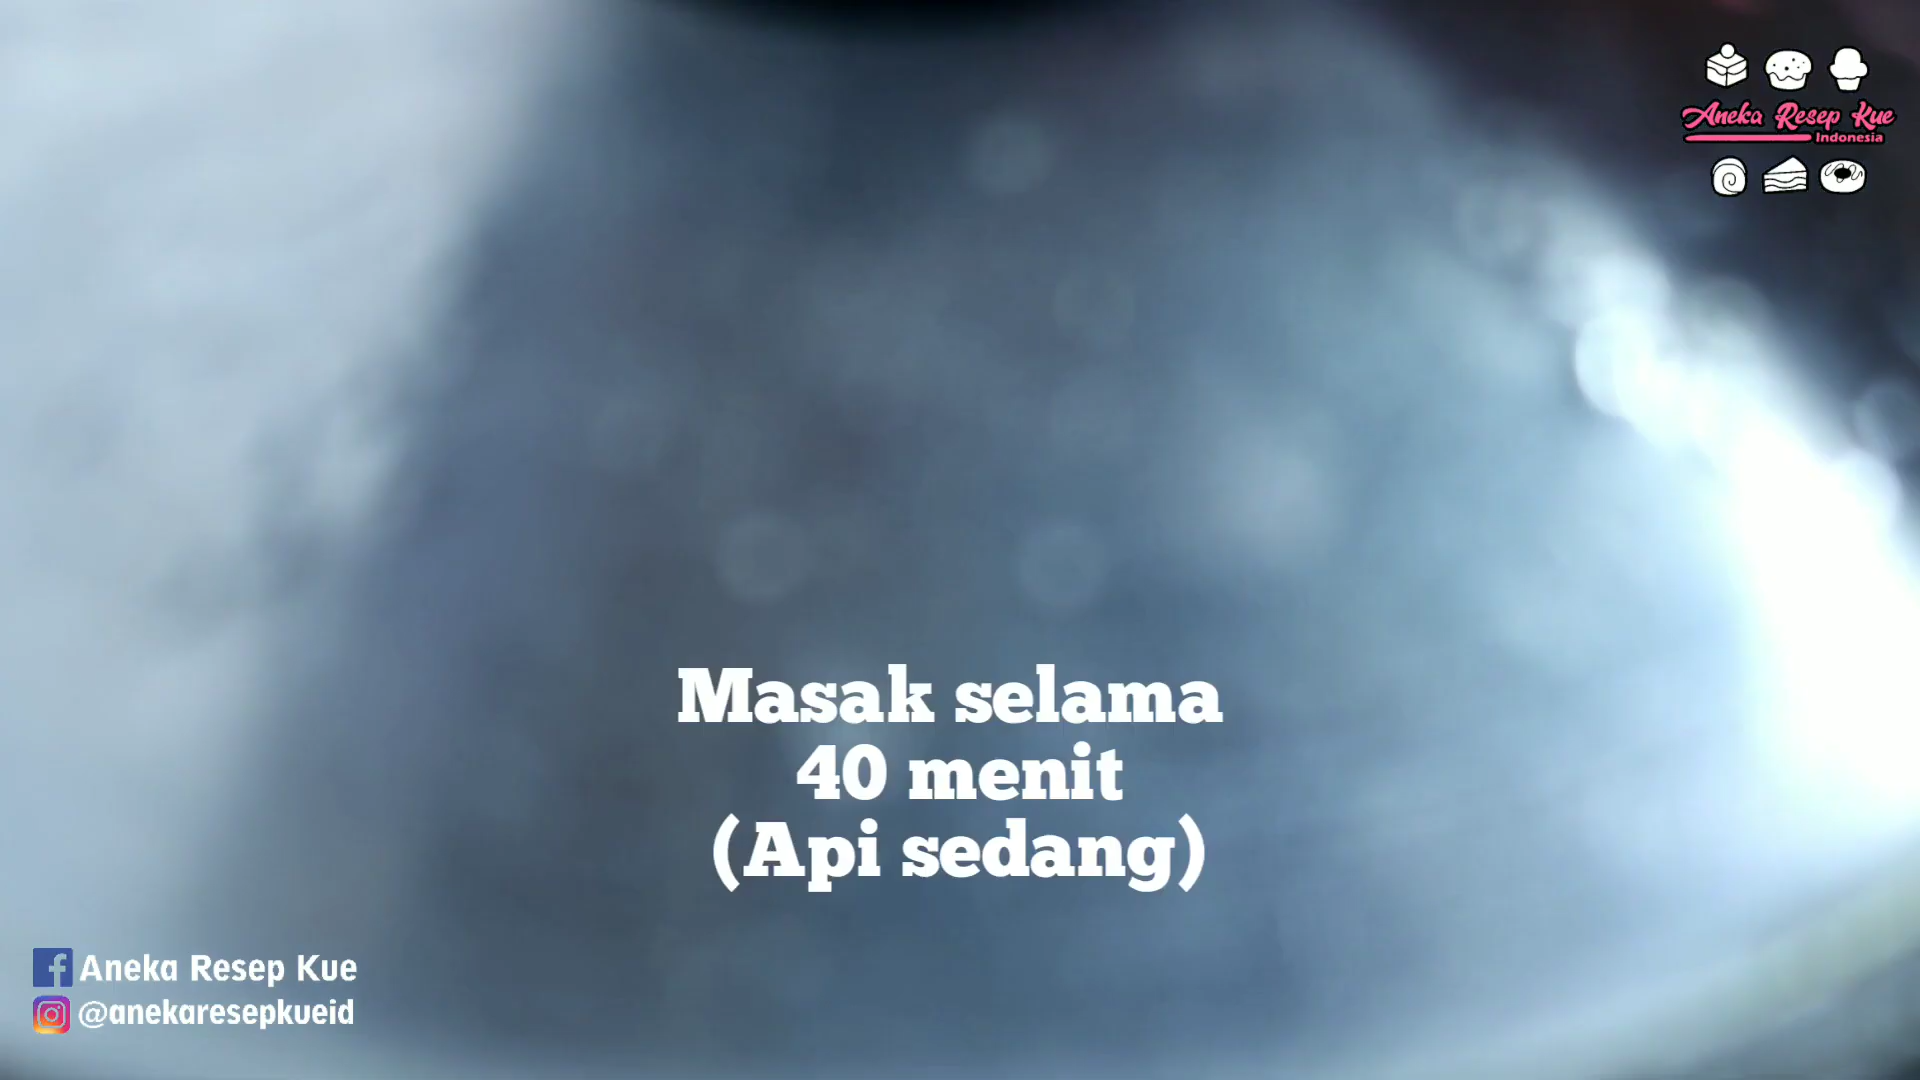 Aneka Resep Kue
Indonesia
Masak selama
40 menit
(Api sedang)
Aneka Resep Kue
@anekaresepkueid